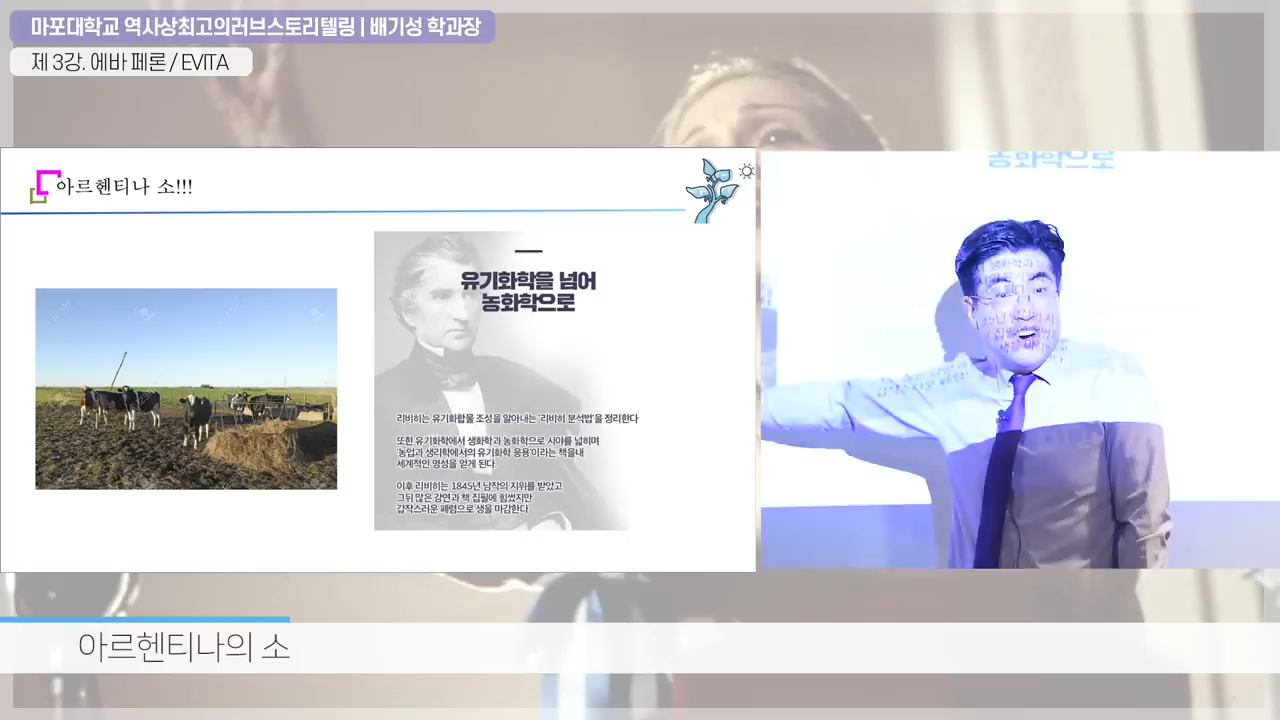 마포대학교 역사상최고의러브스토리텔링 | 배기성 학과장
제 3강. 에바 페론 / EVITA
아르헨티나 소!!!
유기화학을 넘어
농화학으로
리비히는 유기화합물 조성을 알아내는 '리비히 분석법'을 정리한다
또한 유기화학에서 생화학과 농화학으로 시야를 넓히며
'농업과 생리학에서의 유기화학 응용'이라는 책을내
세계적인 명성을 얻게 된다.
이후 리비히는 1845년 남작의 지위를 받았고
그뒤 많은 강연과 책 집필에 힘썼지만
갑작스러운 폐렴으로 생을 마감한다
농화학으로
아르헨티나의 소